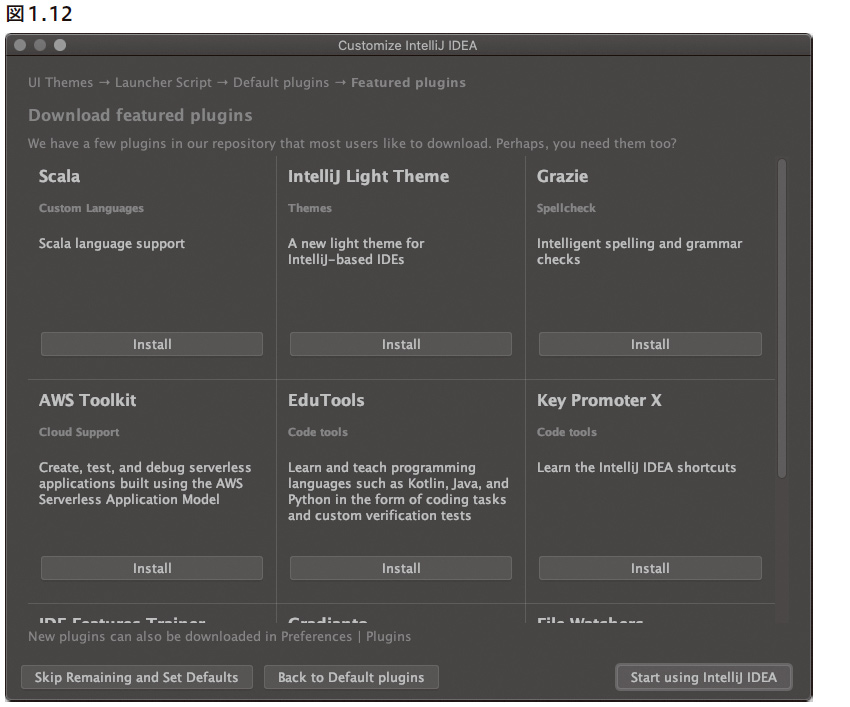 図1.12
Customize IntelliJ IDEA
UI Themes → Launcher Script → Default plugins → Featured plugins
Download featured plugins
We have a few plugins in our repository that most users like to download. Perhaps, you need them too?
Scala
Custom Languages
Scala language support
Install
IntelliJ Light Theme
Themes
A new light theme for
IntelliJ-based IDEs
Install
Grazie
Spellcheck
Intelligent spelling and grammar
checks
Install
AWS Toolkit
Cloud Support
Create, test, and debug serverless
applications built using the AWS
Serverless Application Model
Install
EduTools
Code tools
Learn and teach programming
languages such as Kotlin, Java, and
Python in the form of coding tasks
and custom verification tests
Install
Key Promoter X
Code tools
Learn the IntelliJ IDEA shortcuts
Install
IDE Features Trainer
Gradianto
File Watchers
New plugins can also be downloaded in Preferences | Plugins
Skip Remaining and Set Defaults
Back to Default plugins
Start using IntelliJ IDEA